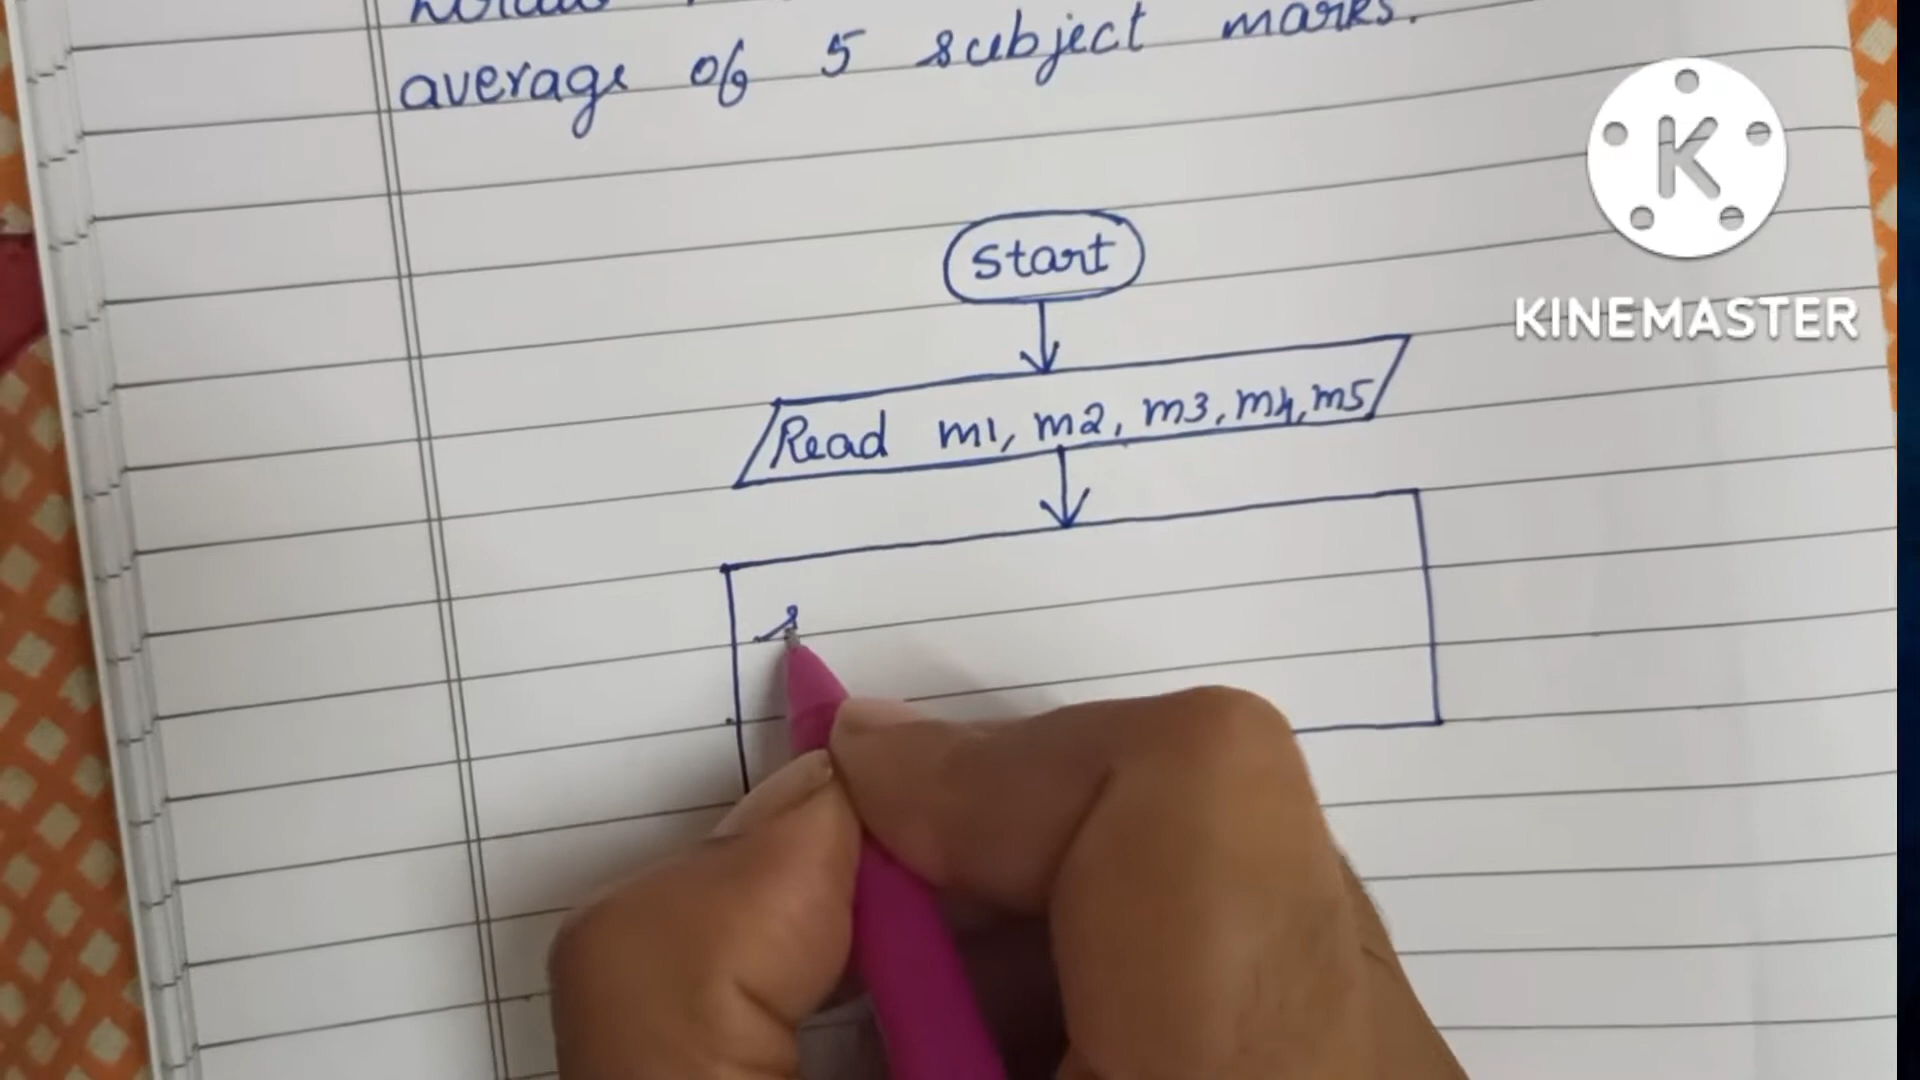 average of 5 subject marks.
start
Read m1, m2, m3, m4, m5
s
KINEMASTER